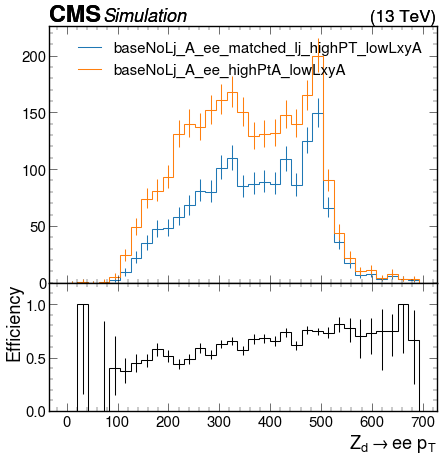 CMS Simulation (13 TeV)
baseNoLj_A_ee_matched_lj_highPT_lowLxyA
baseNoLj_A_ee_highPtA_lowLxyA
200
150
100
50
0
Efficiency
1.0
0.5
0.0
0 100 200 300 400 500 600 700
Z_d → ee p_T